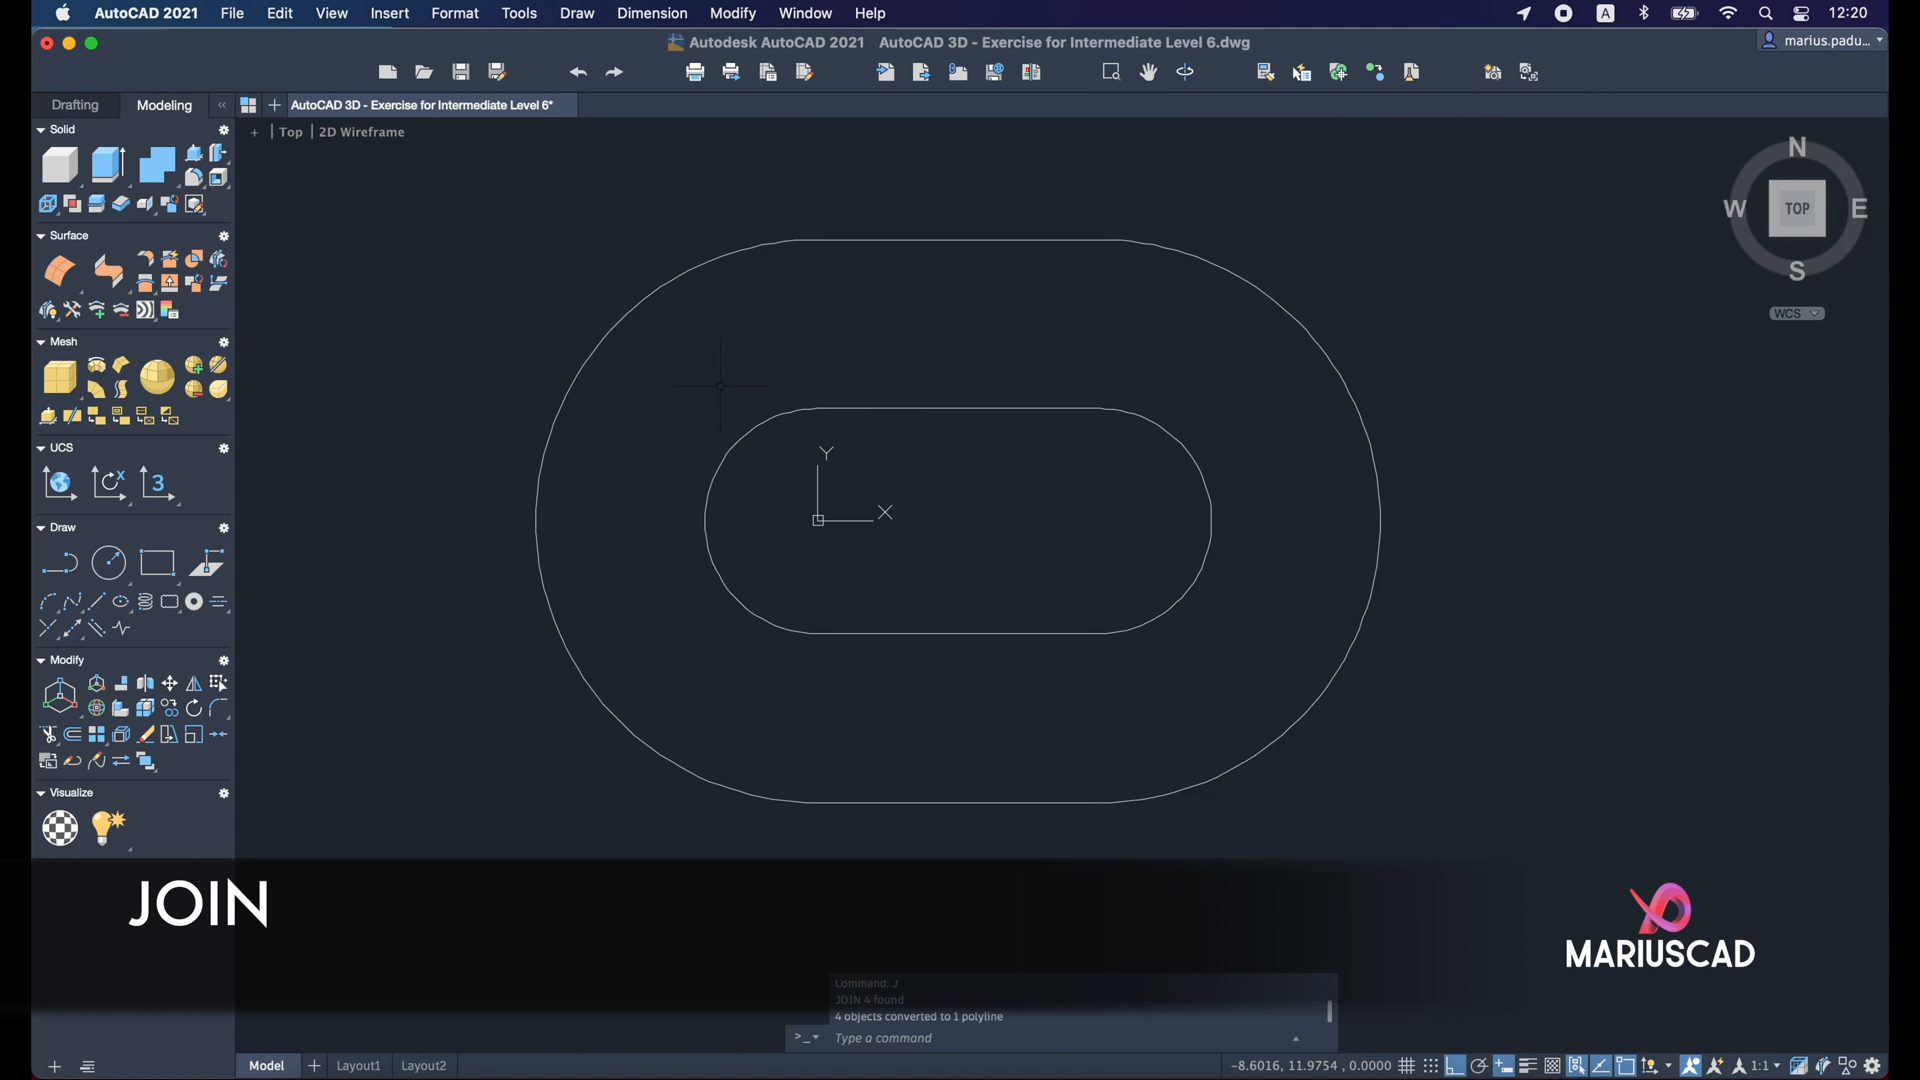 AutoCAD 2021 File Edit View Insert Format Tools Draw Dimension Modify Window Help A 12:20
Autodesk AutoCAD 2021 AutoCAD 3D - Exercise for Intermediate Level 6.dwg marius.padu...
Drafting Modeling « + AutoCAD 3D - Exercise for Intermediate Level 6*
Solid
+ | Top | 2D Wireframe
N
W TOP E
S
WCS
Surface
Mesh
UCS
X
3
Y
X
Draw
Modify
Visualize
JOIN
MARIUSCAD
Command: J
JOIN 4 found
4 objects converted to 1 polyline
>_ Type a command
Model + Layout1 Layout2 -8.6016, 11.9754 , 0.0000 1:1